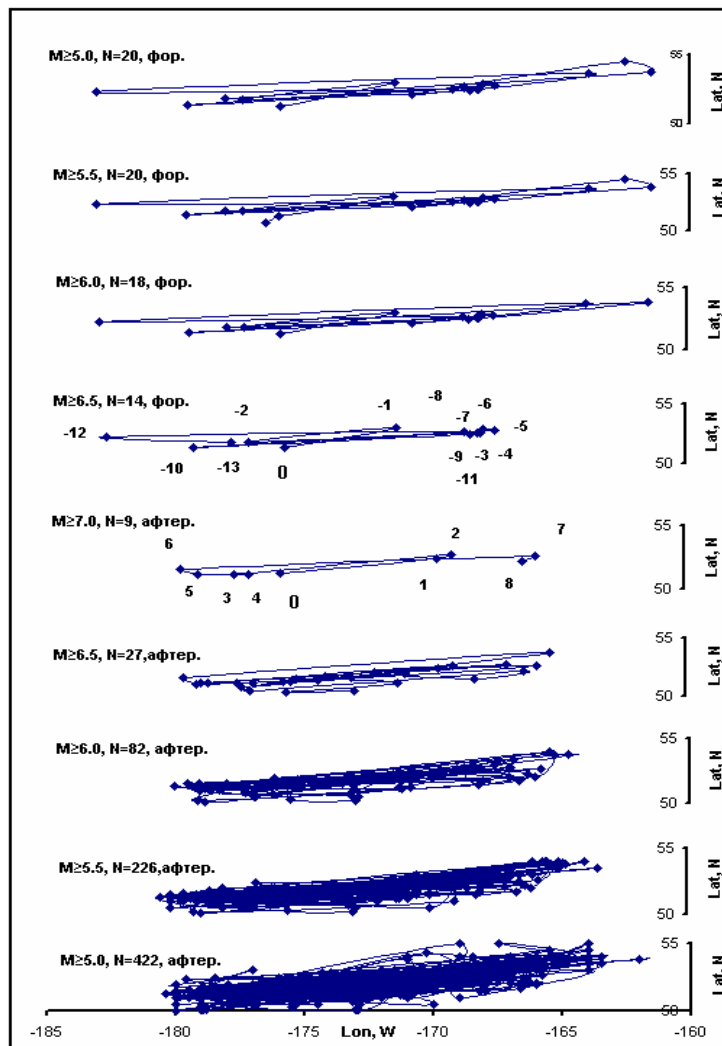 M≥5.0, N=20, фор.
55
50
Lat, N
M≥5.5, N=20, фор.
55
50
Lat, N
M≥6.0, N=18, фор.
55
50
Lat, N
M≥6.5, N=14, фор.
-12
-10
-13
-2
0
-1
-8
-7
-6
-5
-9
-3
-4
-11
55
50
Lat, N
M≥7.0, N=9, афтер.
6
5
3
4
0
2
1
7
8
55
50
Lat, N
M≥6.5, N=27,афтер.
55
50
Lat, N
M≥6.0, N=82, афтер.
55
50
Lat, N
M≥5.5, N=226,афтер.
55
50
Lat, N
M≥5.0, N=422, афтер.
55
50
Lat, N
-185
-180
-175
Lon, W
-170
-165
-160